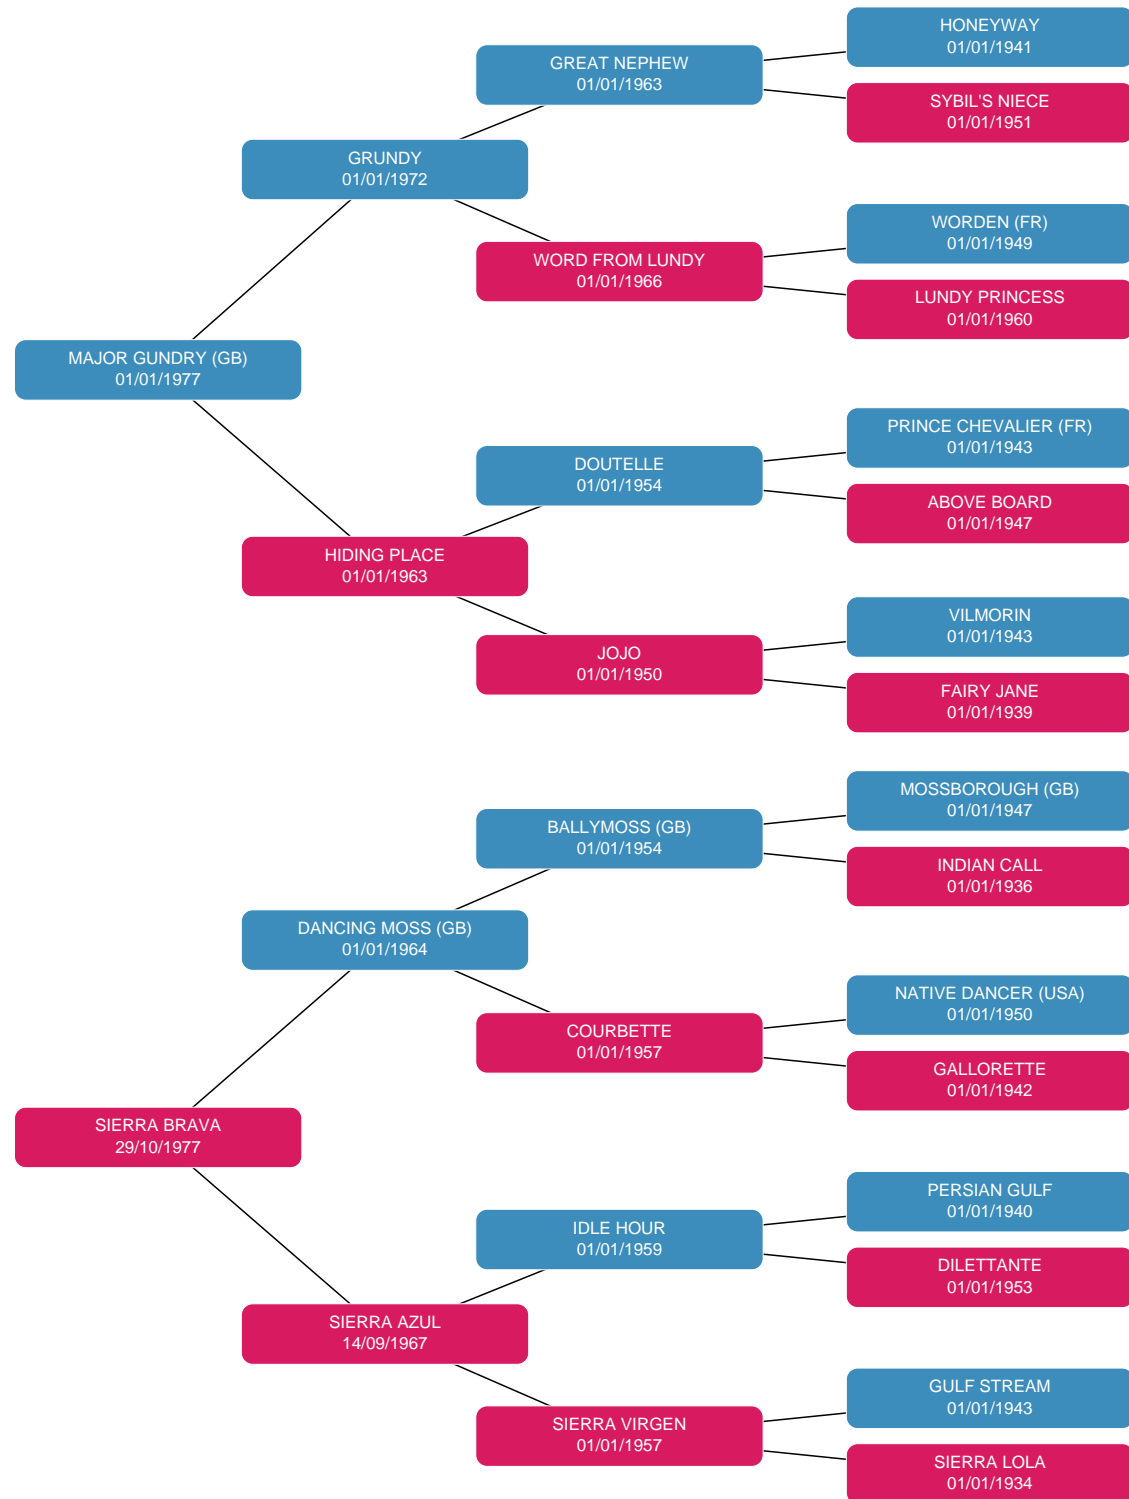 HONEYWAY
01/01/1941
GREAT NEPHEW
01/01/1963
SYBIL'S NIECE
01/01/1951
GRUNDY
01/01/1972
WORDEN (FR)
01/01/1949
WORD FROM LUNDY
01/01/1966
LUNDY PRINCESS
01/01/1960
MAJOR GUNDRY (GB)
01/01/1977
PRINCE CHEVALIER (FR)
01/01/1943
DOUTELLE
01/01/1954
ABOVE BOARD
01/01/1947
HIDING PLACE
01/01/1963
VILMORIN
01/01/1943
JOJO
01/01/1950
FAIRY JANE
01/01/1939
MOSSBOROUGH (GB)
01/01/1947
BALLYMOSS (GB)
01/01/1954
INDIAN CALL
01/01/1936
DANCING MOSS (GB)
01/01/1964
NATIVE DANCER (USA)
01/01/1950
COURBETTE
01/01/1957
GALLORETTE
01/01/1942
SIERRA BRAVA
29/10/1977
PERSIAN GULF
01/01/1940
IDLE HOUR
01/01/1959
DILETTANTE
01/01/1953
SIERRA AZUL
14/09/1967
GULF STREAM
01/01/1943
SIERRA VIRGEN
01/01/1957
SIERRA LOLA
01/01/1934